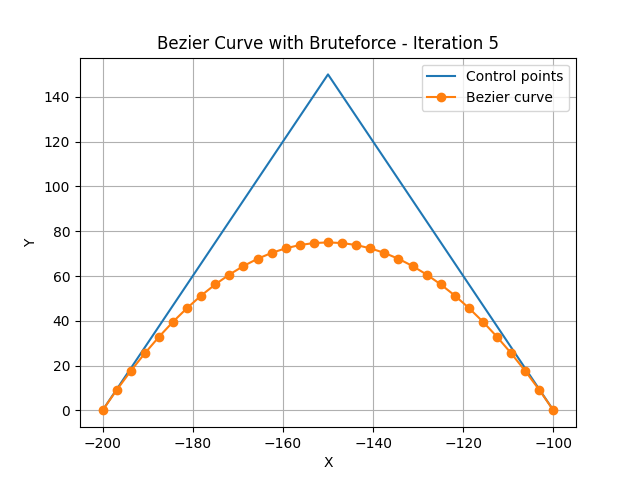 Bezier Curve with Bruteforce - Iteration 5
Control points
Bezier curve
Y
140
120
100
80
60
40
20
0
−200
−180
−160
−140
−120
−100
X